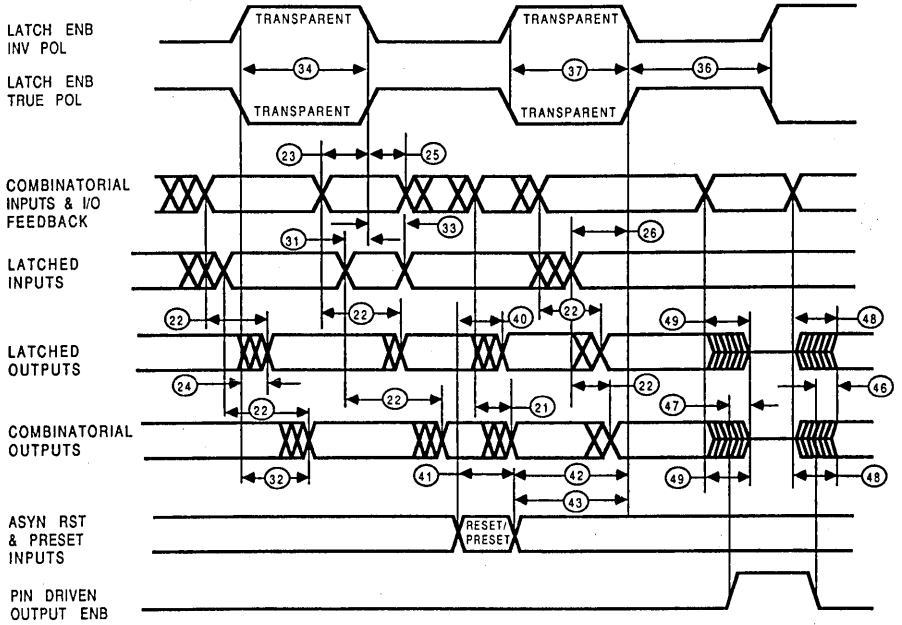 LATCH ENB
INV POL
TRANSPARENT
TRANSPARENT
34
37
36
LATCH ENB
TRUE POL
TRANSPARENT
TRANSPARENT
23
25
COMBINATORIAL
INPUTS & I/O
FEEDBACK
33
26
31
LATCHED
INPUTS
22
22
40
22
49
48
LATCHED
OUTPUTS
24
22
22
21
22
47
46
COMBINATORIAL
OUTPUTS
32
41
42
49
48
43
ASYN RST
& PRESET
INPUTS
RESET/
PRESET
PIN DRIVEN
OUTPUT ENB